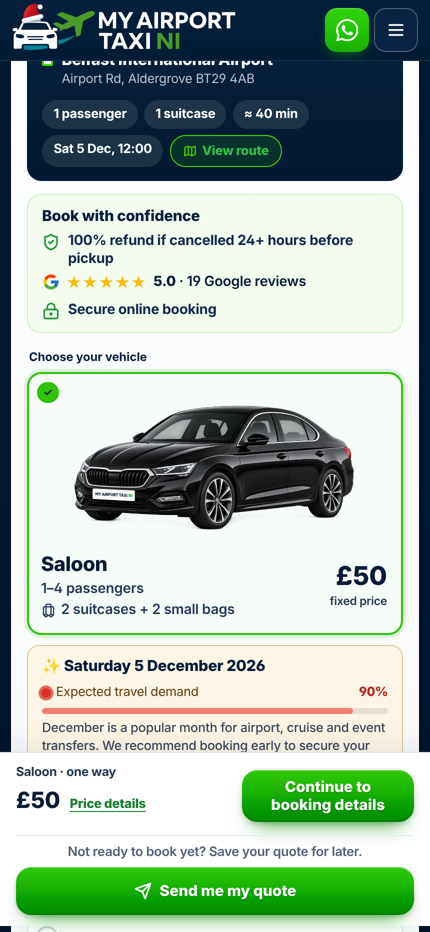 MY AIRPORT
TAXI NI
Belfast International Airport
Airport Rd, Aldergrove BT29 4AB
1 passenger
1 suitcase
≈ 40 min
Sat 5 Dec, 12:00
View route
Book with confidence
100% refund if cancelled 24+ hours before
pickup
5.0 · 19 Google reviews
Secure online booking
Choose your vehicle
MY AIRPORT TAXI NI
Saloon
£50
1–4 passengers
fixed price
2 suitcases + 2 small bags
✨ Saturday 5 December 2026
Expected travel demand
90%
December is a popular month for airport, cruise and event
transfers. We recommend booking early to secure your
Saloon · one way
£50 Price details
Continue to
booking details
Not ready to book yet? Save your quote for later.
Send me my quote